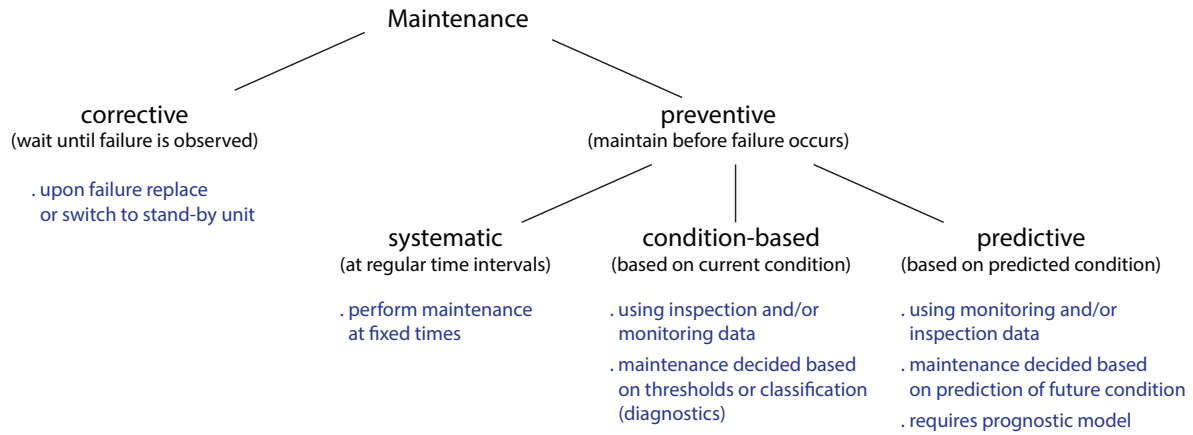 Maintenance
corrective
(wait until failure is observed)
. upon failure replace
or switch to stand-by unit
preventive
(maintain before failure occurs)
systematic
(at regular time intervals)
. perform maintenance
at fixed times
condition-based
(based on current condition)
. using inspection and/or
monitoring data
. maintenance decided based
on thresholds or classification
(diagnostics)
predictive
(based on predicted condition)
. using monitoring and/or
inspection data
. maintenance decided based
on prediction of future condition
. requires prognostic model